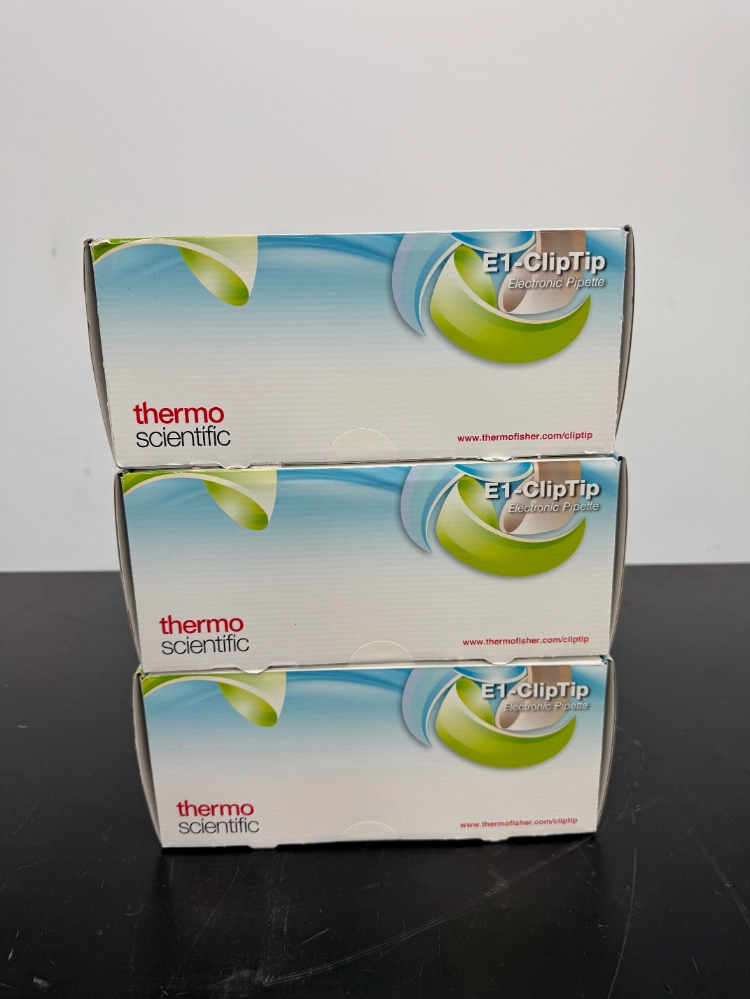 E1-ClipTip
Electronic Pipette
thermo
scientific
www.thermofisher.com/cliptip
E1-ClipTip
Electronic Pipette
thermo
scientific
www.thermofisher.com/cliptip
E1-ClipTip
Electronic Pipette
thermo
scientific
www.thermofisher.com/cliptip